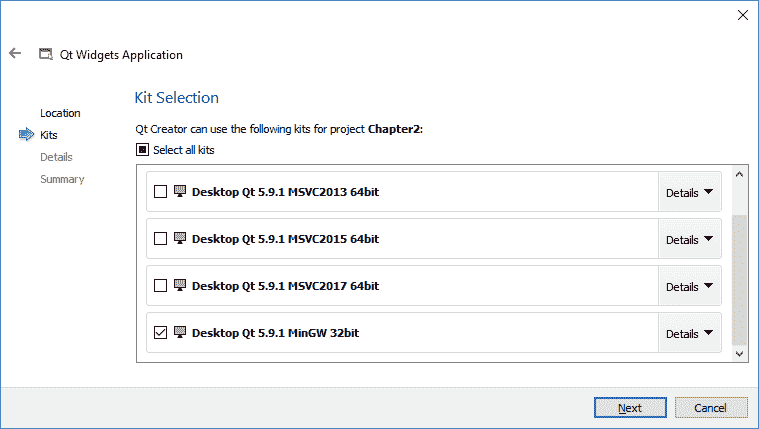 Qt Widgets Application
Location
Kits
Details
Summary
Kit Selection
Qt Creator can use the following kits for project Chapter2:
Select all kits
Desktop Qt 5.9.1 MSVC2013 64bit Details
Desktop Qt 5.9.1 MSVC2015 64bit Details
Desktop Qt 5.9.1 MSVC2017 64bit Details
Desktop Qt 5.9.1 MinGW 32bit Details
Next Cancel